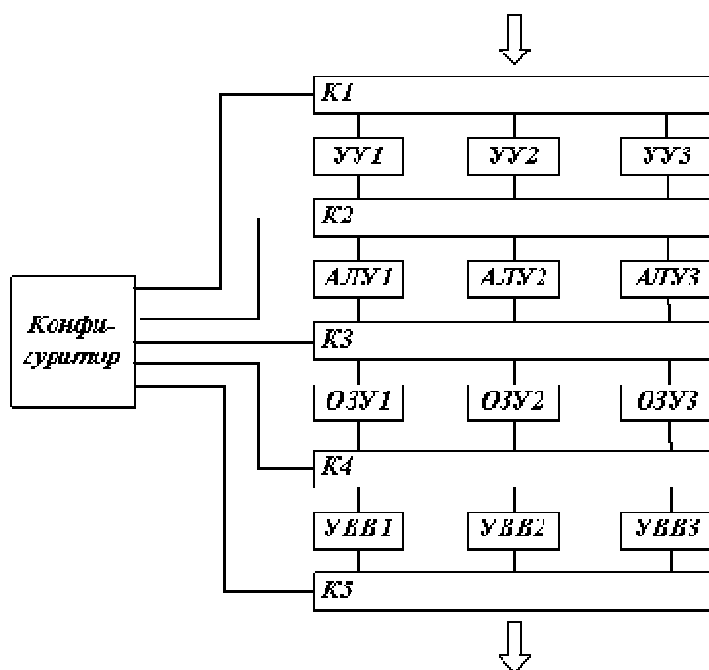 К1
УУ1 УУ2 УУ3
К2
АЛУ1 АЛУ2 АЛУ3
Конфи-
гуратор
К3
ОЗУ1 ОЗУ2 ОЗУ3
К4
УВВ1 УВВ2 УВВ3
К5